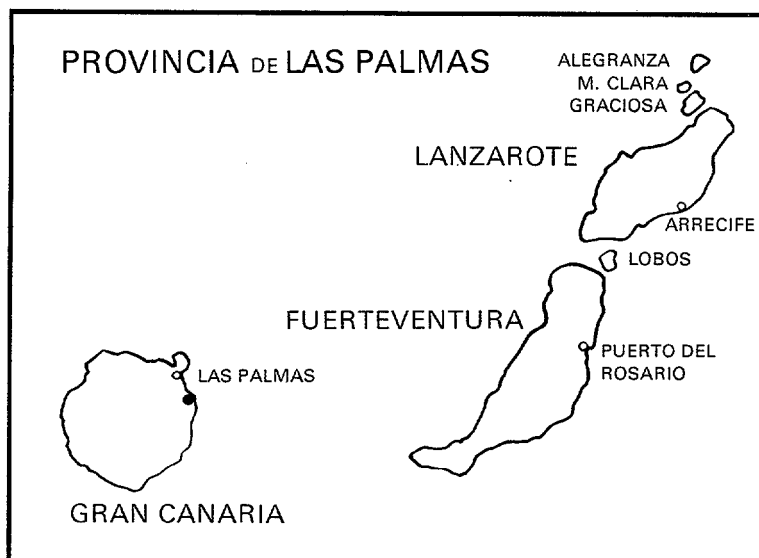 PROVINCIA DE LAS PALMAS
ALEGRANZA
M. CLARA
GRACIOSA
LANZAROTE
ARRECIFE
LOBOS
FUERTEVENTURA
PUERTO DEL
ROSARIO
LAS PALMAS
GRAN CANARIA